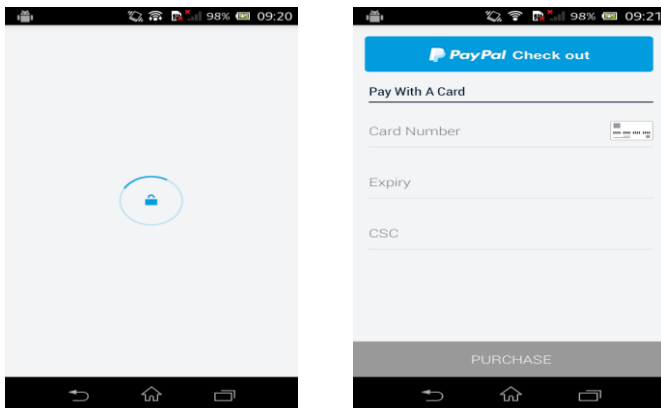 98% 09:20
98% 09:21
PayPal Check out
Pay With A Card
Card Number
Expiry
CSC
PURCHASE